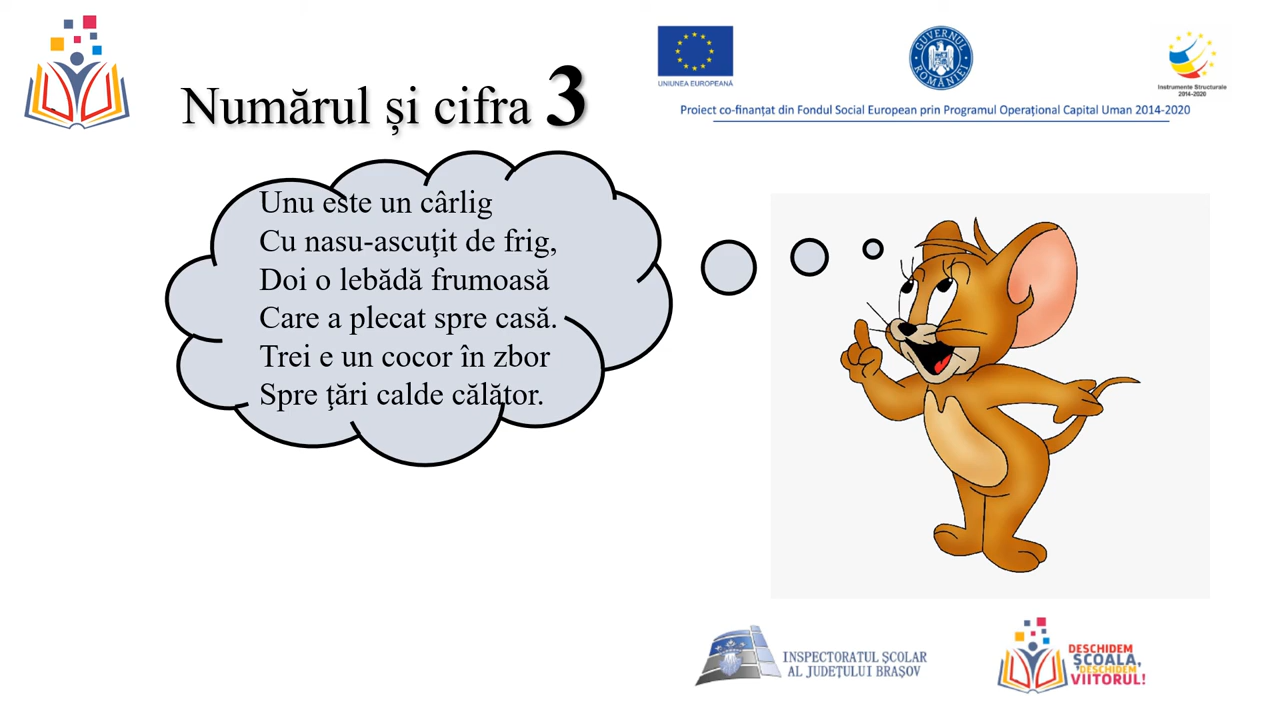 Numărul și cifra 3
UNIUNEA EUROPEANĂ
GUVERNUL ROMÂNIEI
Instrumente Structurale
2014-2020
Proiect co-finanțat din Fondul Social European prin Programul Operațional Capital Uman 2014-2020
Unu este un cârlig
Cu nasu-ascuţit de frig,
Doi o lebădă frumoasă
Care a plecat spre casă.
Trei e un cocor în zbor
Spre ţări calde călător.
INSPECTORATUL ŞCOLAR
AL JUDEŢULUI BRAŞOV
DESCHIDEM
ȘCOALA,
DESCHIDEM
VIITORUL!